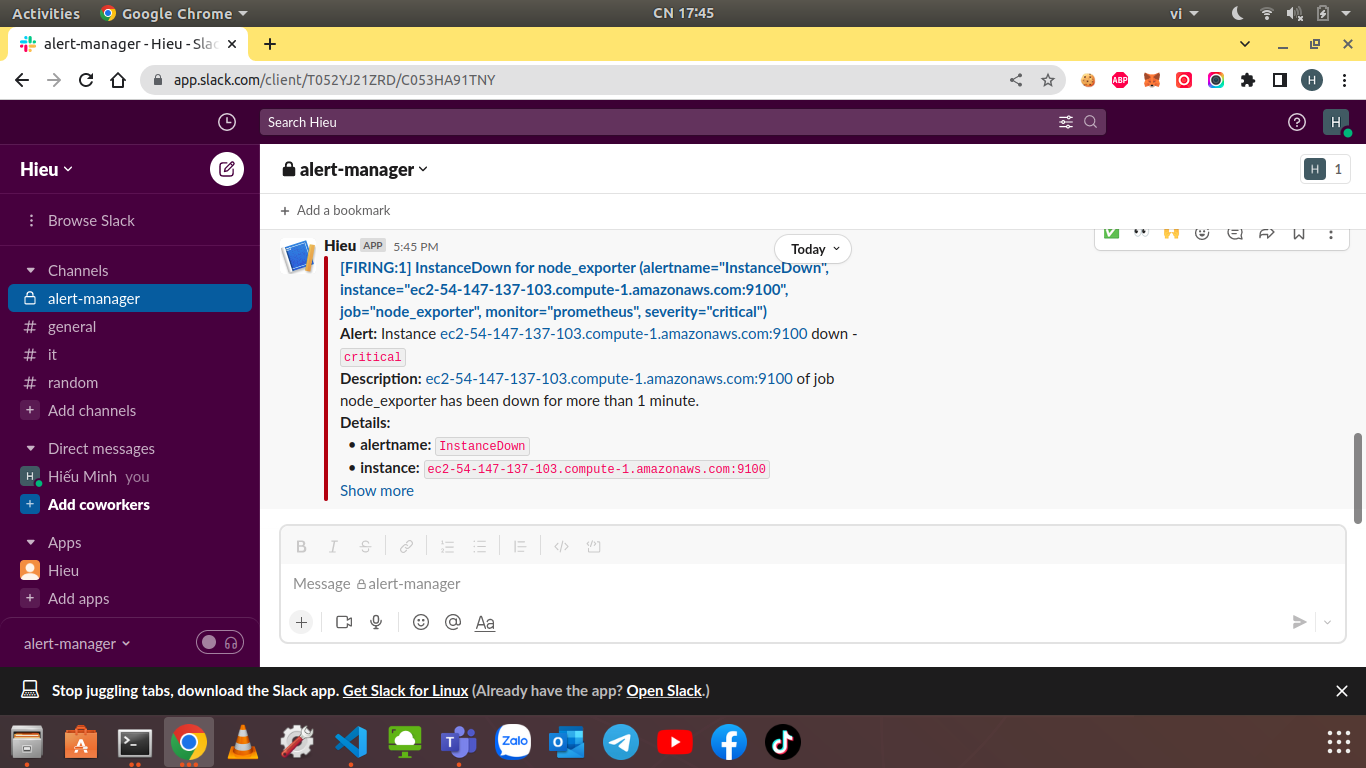 Activities Google Chrome CN 17:45 vi
alert-manager - Hieu - Slac
app.slack.com/client/T052YJ21ZRD/C053HA91TNY ABP H
Search Hieu H
Hieu
alert-manager H 1
Add a bookmark
Browse Slack
Channels
alert-manager
general
it
random
Add channels
Direct messages
H Hiếu Minh you
Add coworkers
Apps
Hieu
Add apps
alert-manager
Today
Hieu APP 5:45 PM
[FIRING:1] InstanceDown for node_exporter (alertname="InstanceDown",
instance="ec2-54-147-137-103.compute-1.amazonaws.com:9100",
job="node_exporter", monitor="prometheus", severity="critical")
Alert: Instance ec2-54-147-137-103.compute-1.amazonaws.com:9100 down -
critical
Description: ec2-54-147-137-103.compute-1.amazonaws.com:9100 of job
node_exporter has been down for more than 1 minute.
Details:
• alertname: InstanceDown
• instance: ec2-54-147-137-103.compute-1.amazonaws.com:9100
Show more
B I S
Message alert-manager
Aa
Stop juggling tabs, download the Slack app. Get Slack for Linux (Already have the app? Open Slack.)
Zalo